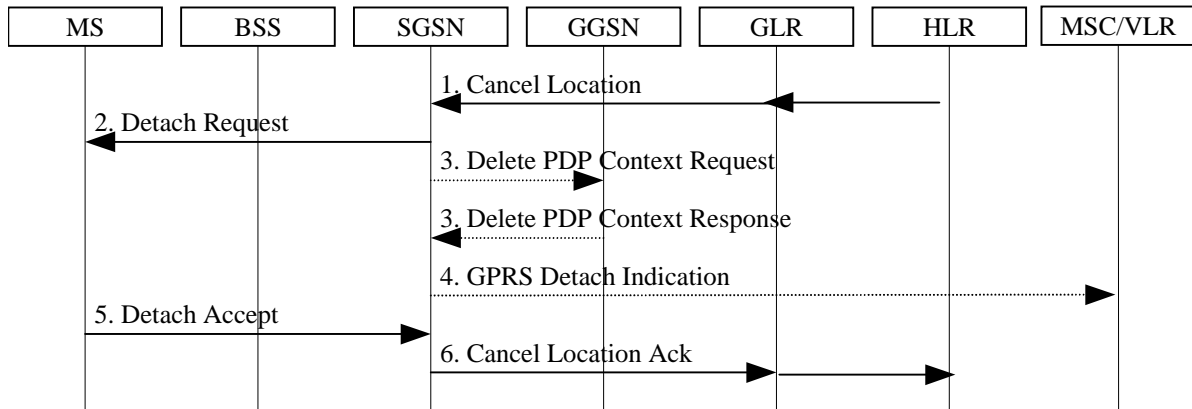 MS BSS SGSN GGSN GLR HLR MSC/VLR
1. Cancel Location
2. Detach Request
3. Delete PDP Context Request
3. Delete PDP Context Response
4. GPRS Detach Indication
5. Detach Accept
6. Cancel Location Ack